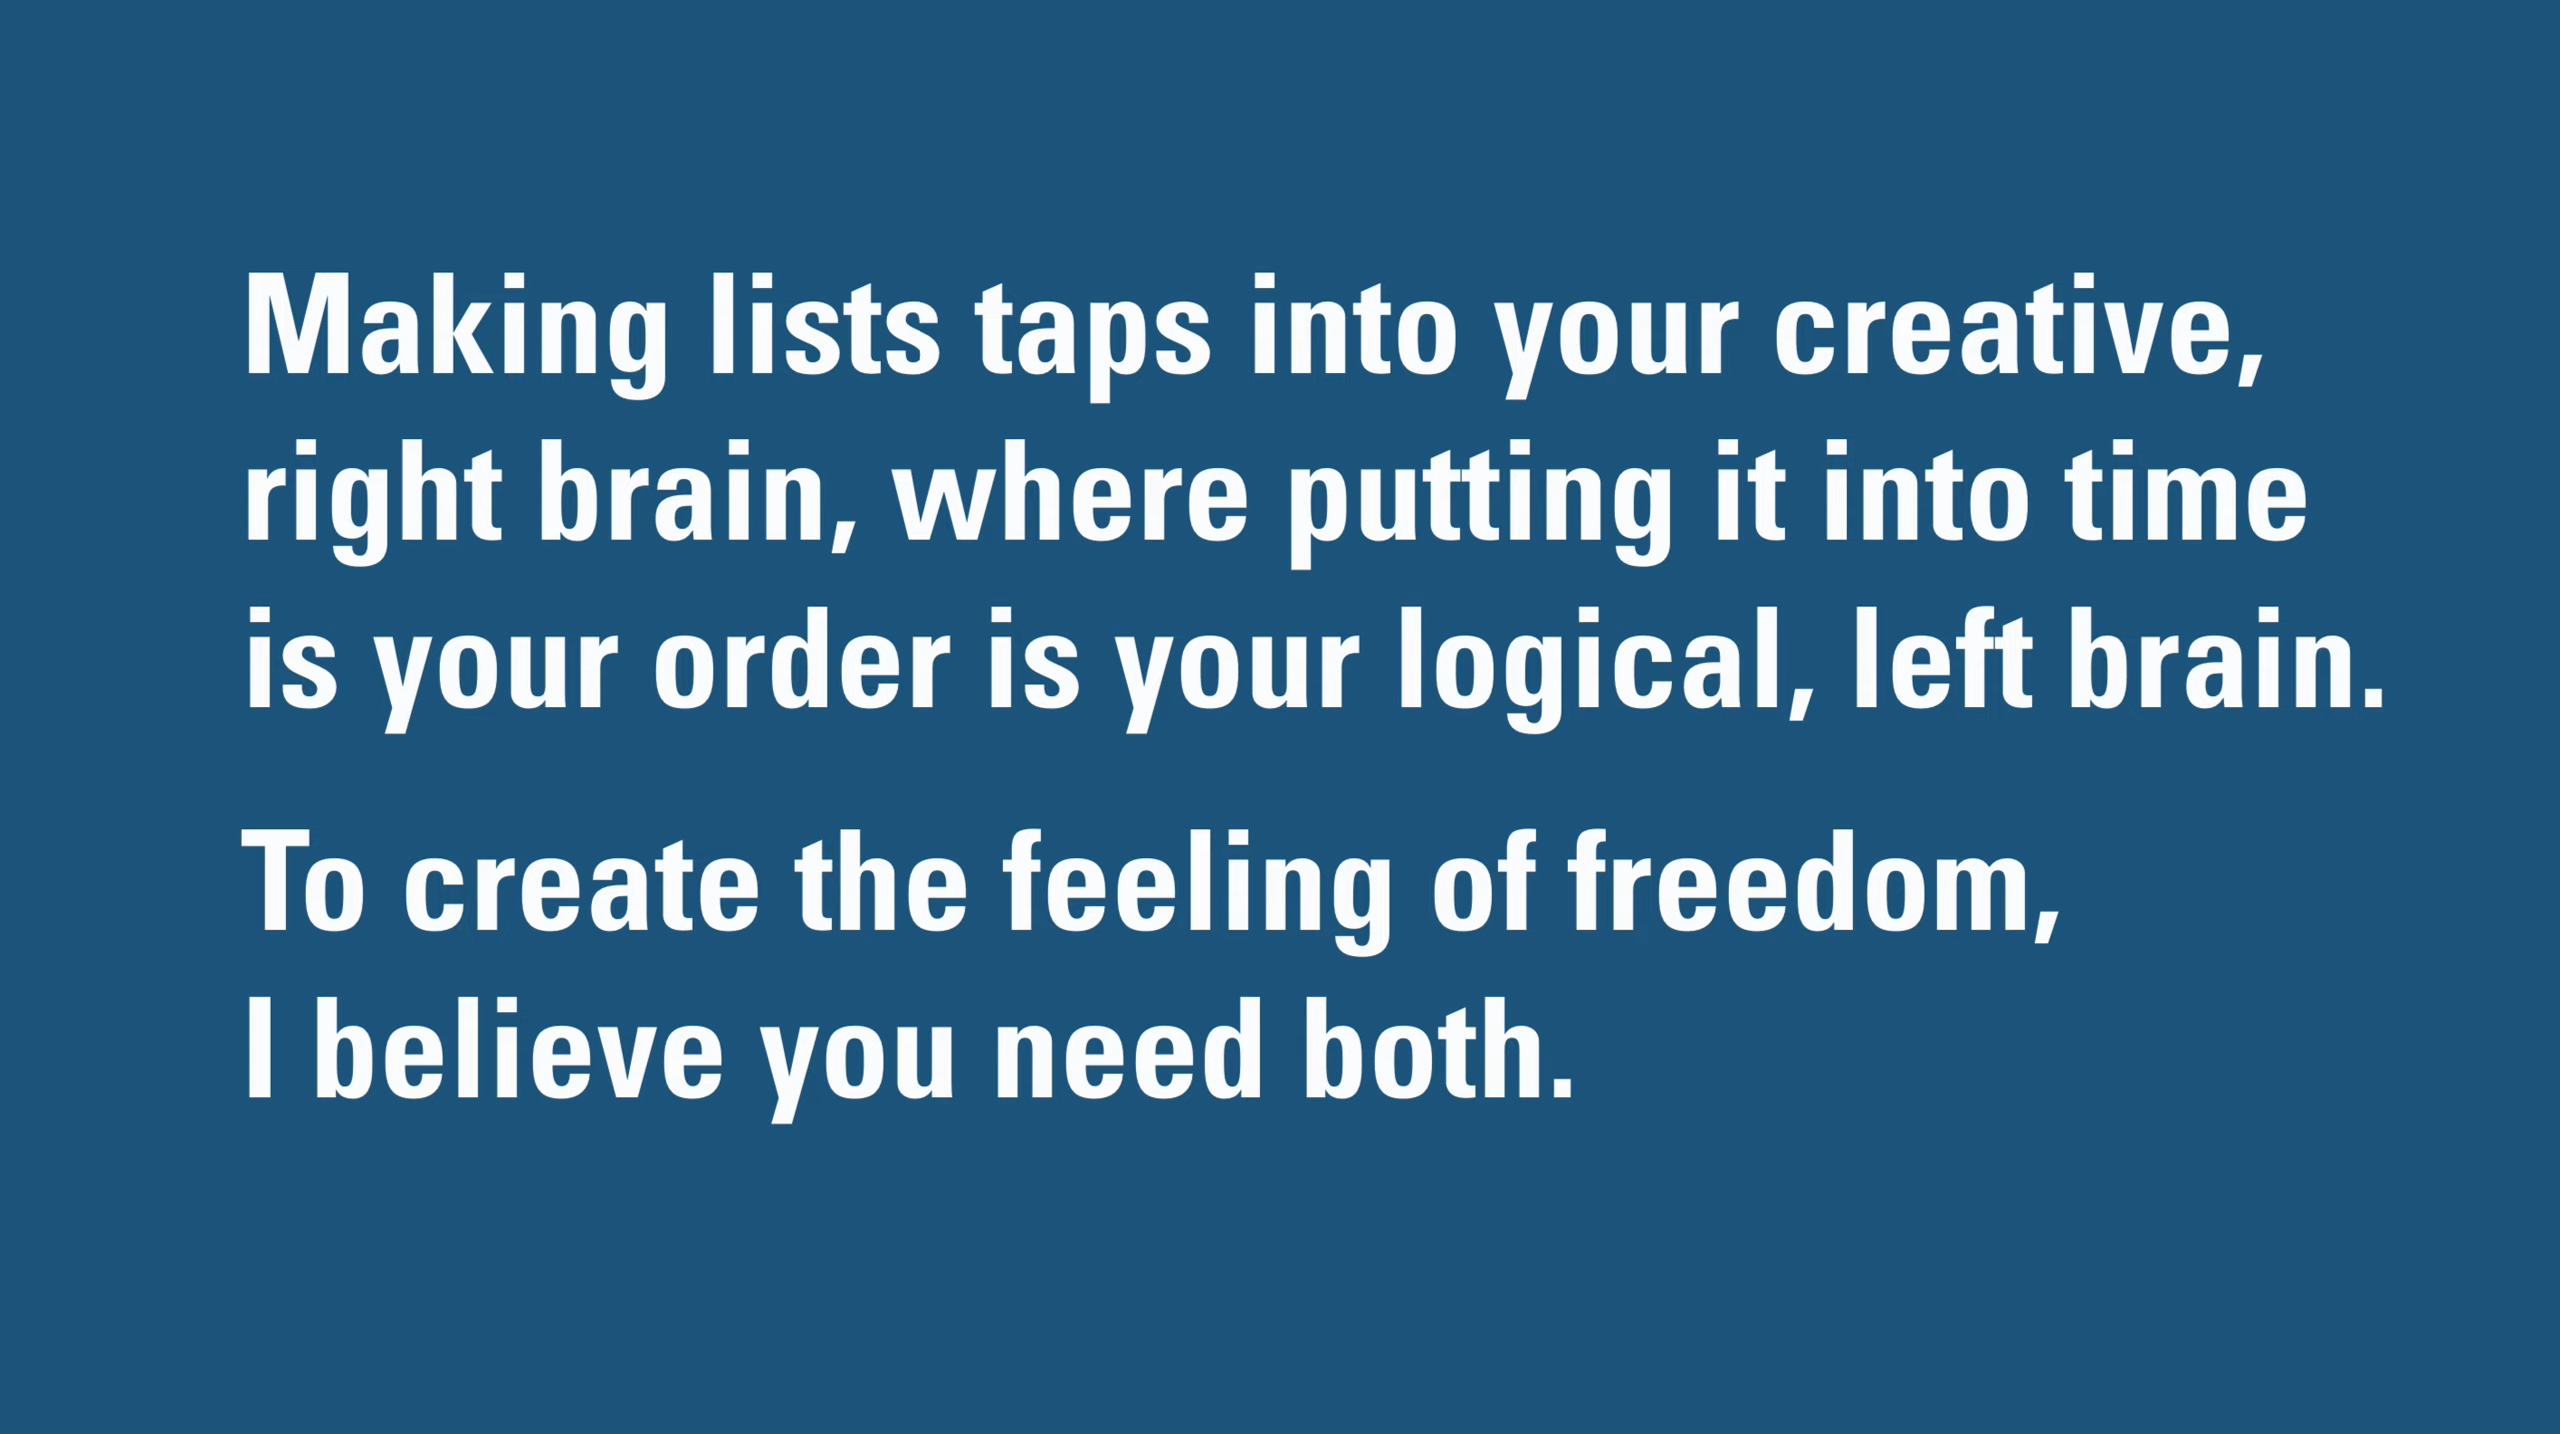 Making lists taps into your creative,
right brain, where putting it into time
is your order is your logical, left brain.
To create the feeling of freedom,
I believe you need both.